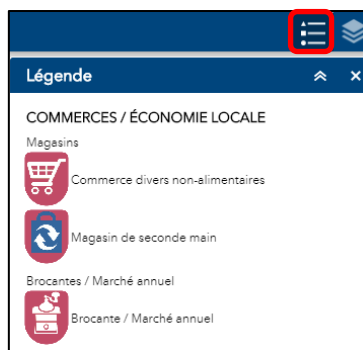 Légende
COMMERCES / ÉCONOMIE LOCALE
Magasins
Commerce divers non-alimentaires
Magasin de seconde main
Brocantes / Marché annuel
Brocante / Marché annuel